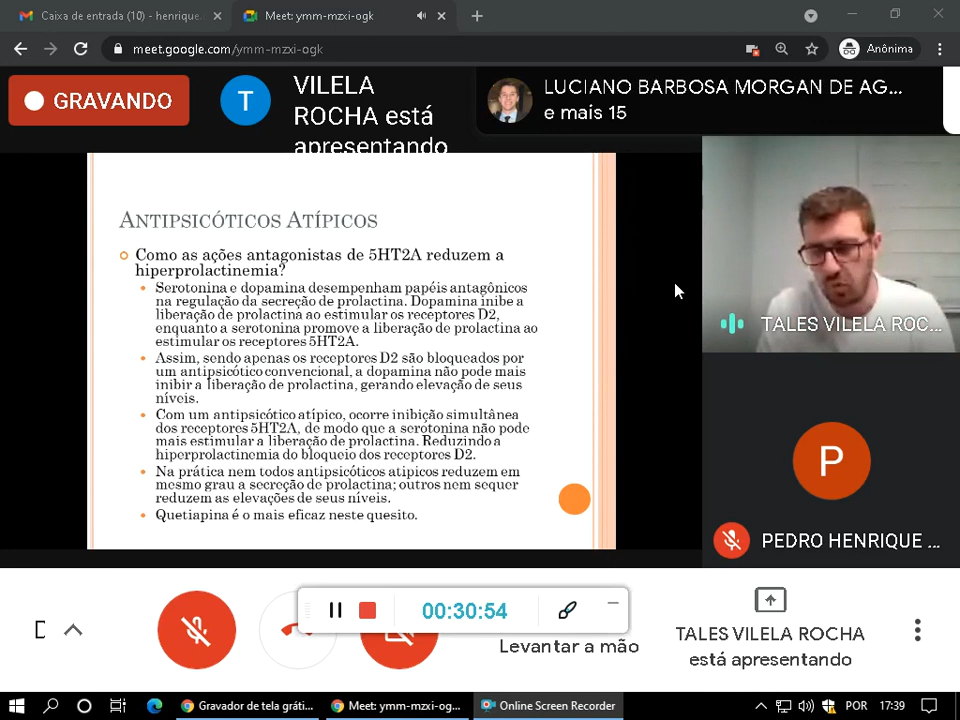 Caixa de entrada (10) - henrique.
Meet: ymm-mzxi-ogk
meet.google.com/ymm-mzxi-ogk
Anônima
GRAVANDO
T
VILELA
ROCHA está
apresentando
LUCIANO BARBOSA MORGAN DE AG...
e mais 15
ANTIPSICÓTICOS ATÍPICOS
Como as ações antagonistas de 5HT2A reduzem a
hiperprolactinemia?
Serotonina e dopamina desempenham papéis antagônicos
na regulação da secreção de prolactina. Dopamina inibe a
liberação de prolactina ao estimular os receptores D2,
enquanto a serotonina promove a liberação de prolactina ao
estimular os receptores 5HT2A.
Assim, sendo apenas os receptores D2 são bloqueados por
um antipsicótico convencional, a dopamina não pode mais
inibir a liberação de prolactina, gerando elevação de seus
níveis.
Com um antipsicótico atípico, ocorre inibição simultânea
dos receptores 5HT2A, de modo que a serotonina não pode
mais estimular a liberação de prolactina. Reduzindo a
hiperprolactinemia do bloqueio dos receptores D2.
Na prática nem todos antipsicóticos atipicos reduzem em
mesmo grau a secreção de prolactina; outros nem sequer
reduzem as elevações de seus níveis.
Quetiapina é o mais eficaz neste quesito.
TALES VILELA ROC...
P
PEDRO HENRIQUE ...
00:30:54
Levantar a mão
TALES VILELA ROCHA
está apresentando
Gravador de tela gráti...
Meet: ymm-mzxi-og...
Online Screen Recorder
POR
17:39